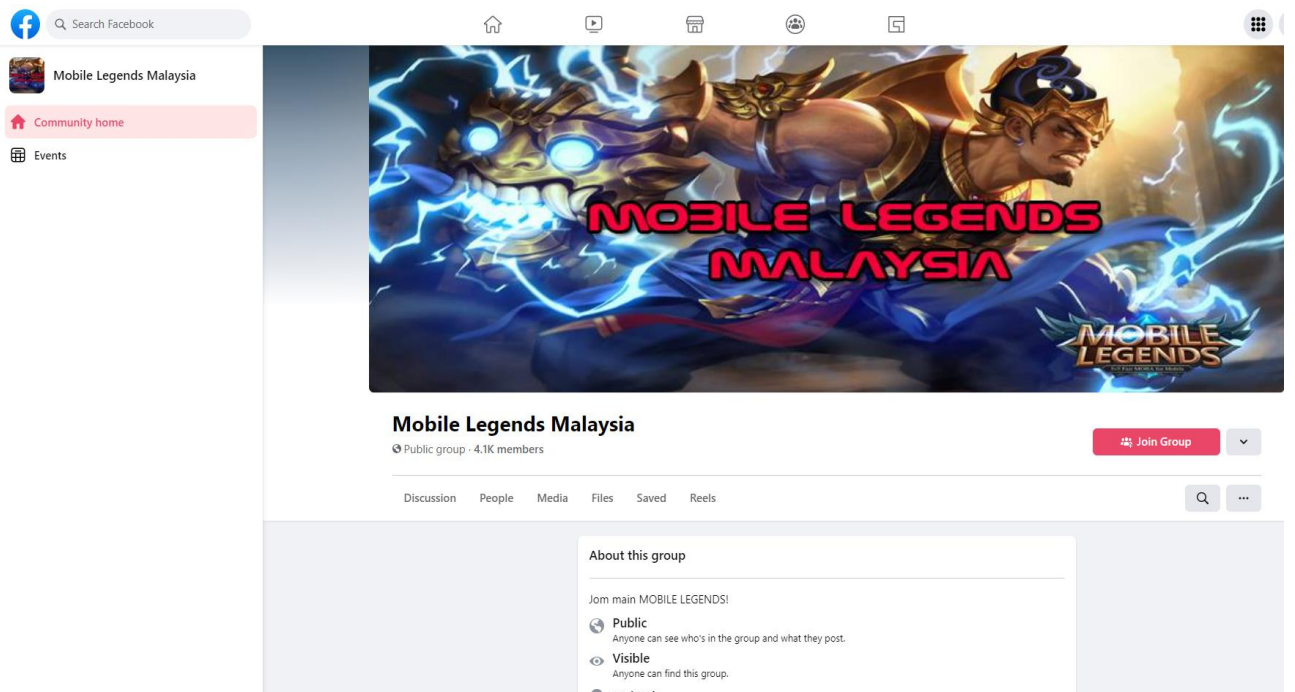 Search Facebook
Mobile Legends Malaysia
Community home
Events
MOBILE LEGENDS
MALAYSIA
MOBILE
LEGENDS
Mobile Legends Malaysia
Public group · 4.1K members
Join Group
Discussion People Media Files Saved Reels
About this group
Jom main MOBILE LEGENDS!
Public
Anyone can see who's in the group and what they post.
Visible
Anyone can find this group.